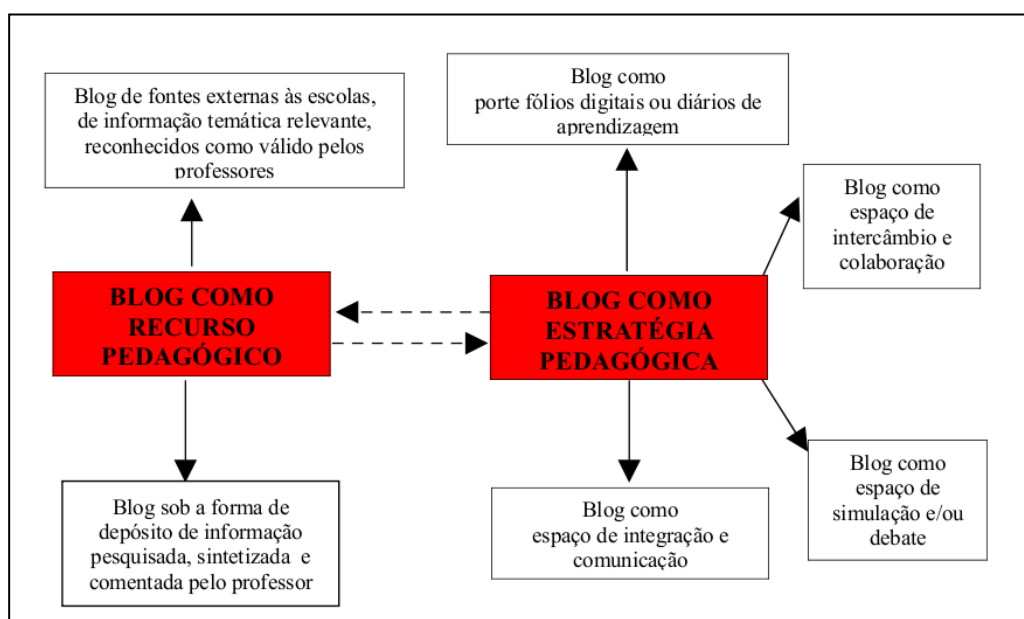 Blog de fontes externas às escolas,
de informação temática relevante,
reconhecidos como válido pelos
professores
Blog como
porte fólios digitais ou diários de
aprendizagem
Blog como
espaço de
intercâmbio e
colaboração
BLOG COMO
RECURSO
PEDAGÓGICO
BLOG COMO
ESTRATÉGIA
PEDAGÓGICA
Blog sob a forma de
depósito de informação
pesquisada, sintetizada e
comentada pelo professor
Blog como
espaço de integração e
comunicação
Blog como
espaço de
simulação e/ou
debate